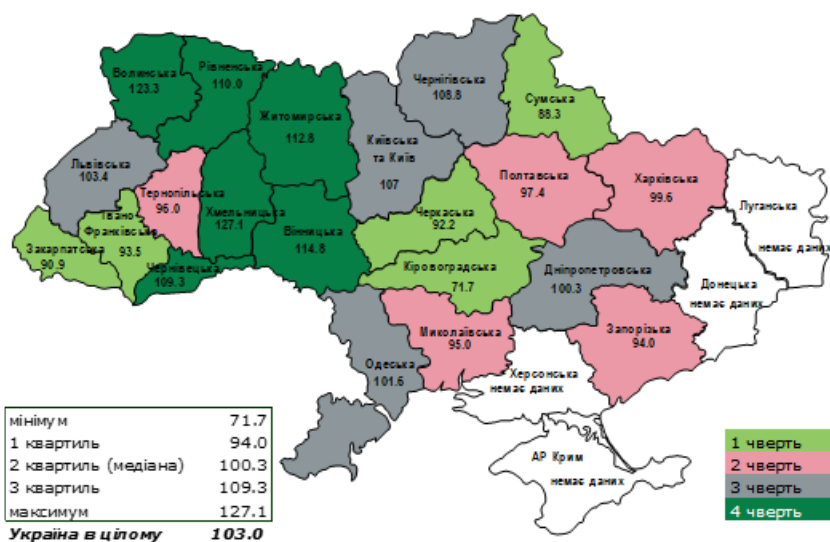 Волинська
123.3
Рівненська
110.0
Житомирська
112.8
Київська
та Київ
107
Чернігівська
108.8
Сумська
88.3
Львівська
103.4
Тернопільська
96.0
Хмельницька
127.1
Вінницька
114.8
Черкаська
92.2
Полтавська
97.4
Харківська
99.6
Луганська
немає даних
Закарпатська
90.9
Івано
Франківська
93.5
Чернівецька
109.3
Кіровоградська
71.7
Дніпропетровська
100.3
Донецька
немає даних
Одеська
101.6
Миколаївська
95.0
Запорізька
94.0
Херсонська
немає даних
АР Крим
немає даних
мінімум 71.7
1 квартиль 94.0
2 квартиль (медіана) 100.3
3 квартиль 109.3
максимум 127.1
Україна в цілому 103.0
1 чверть
2 чверть
3 чверть
4 чверть